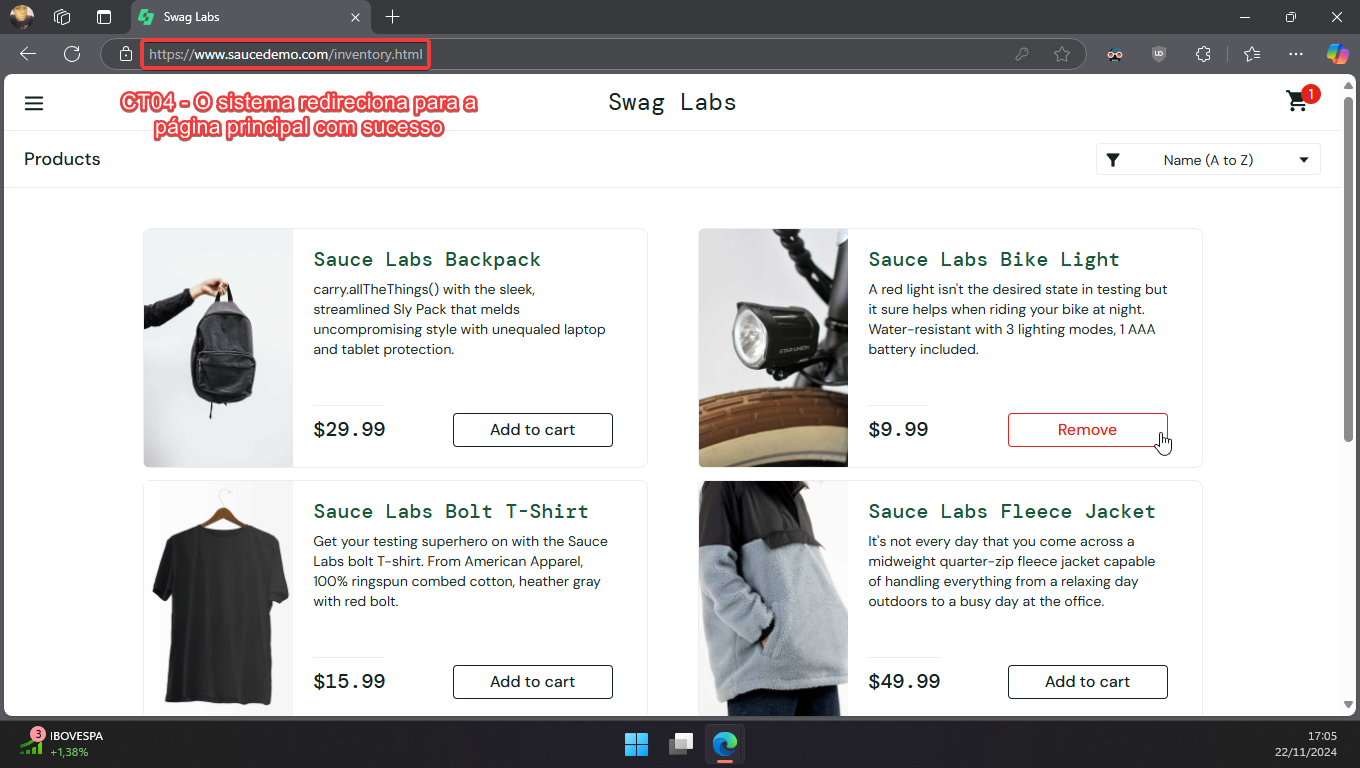 Swag Labs
https://www.saucedemo.com/inventory.html
UD
CT04 - O sistema redireciona para a
página principal com sucesso
Swag Labs
1
Products
Name (A to Z)
Sauce Labs Backpack
carry.allTheThings() with the sleek,
streamlined Sly Pack that melds
uncompromising style with unequaled laptop
and tablet protection.
$29.99
Add to cart
STAR UNION
Sauce Labs Bike Light
A red light isn't the desired state in testing but
it sure helps when riding your bike at night.
Water-resistant with 3 lighting modes, 1 AAA
battery included.
$9.99
Remove
Sauce Labs Bolt T-Shirt
Get your testing superhero on with the Sauce
Labs bolt T-shirt. From American Apparel,
100% ringspun combed cotton, heather gray
with red bolt.
$15.99
Add to cart
Sauce Labs Fleece Jacket
It's not every day that you come across a
midweight quarter-zip fleece jacket capable
of handling everything from a relaxing day
outdoors to a busy day at the office.
$49.99
Add to cart
3
IBOVESPA
+1,38%
17:05
22/11/2024